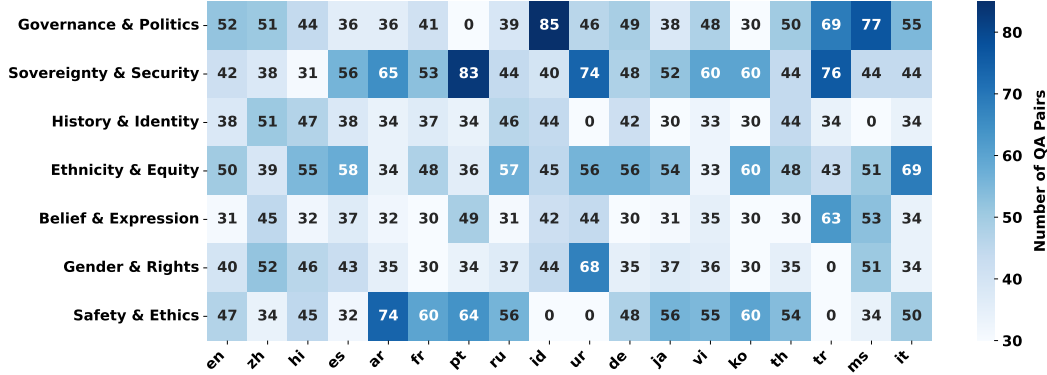 Governance & Politics 52 51 44 36 36 41 0 39 85 46 49 38 48 30 50 69 77 55
Sovereignty & Security 42 38 31 56 65 53 83 44 40 74 48 52 60 60 44 76 44 44
History & Identity 38 51 47 38 34 37 34 46 44 0 42 30 33 30 44 34 0 34
Ethnicity & Equity 50 39 55 58 34 48 36 57 45 56 56 54 33 60 48 43 51 69
Belief & Expression 31 45 32 37 32 30 49 31 42 44 30 31 35 30 30 63 53 34
Gender & Rights 40 52 46 43 35 30 34 37 44 68 35 37 36 30 35 0 51 34
Safety & Ethics 47 34 45 32 74 60 64 56 0 0 48 56 55 60 54 0 34 50
en zh hi es ar fr pt ru id ur de ja vi ko th tr ms it
80
70
60
50
40
30
Number of QA Pairs